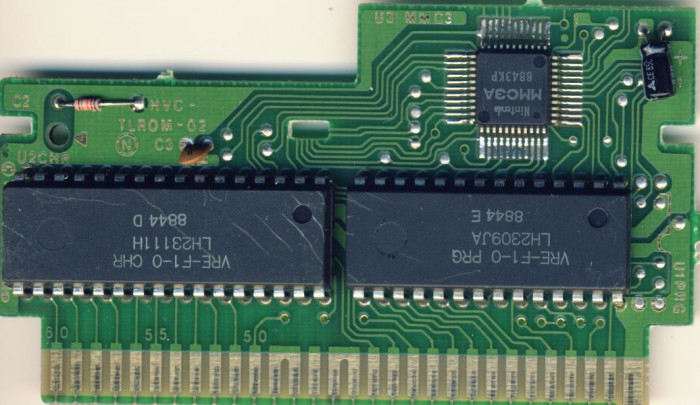 U3 MMC3
C2
HVC-
TLROM-02
N
C3
U2CHR
Nintendo
MMC3A
8843KP
VRE-F1-0 CHR
LH23111H
8844 D
VRE-F1-0 PRG
LH2309JA
8844 E
U1PRG
60
55
50